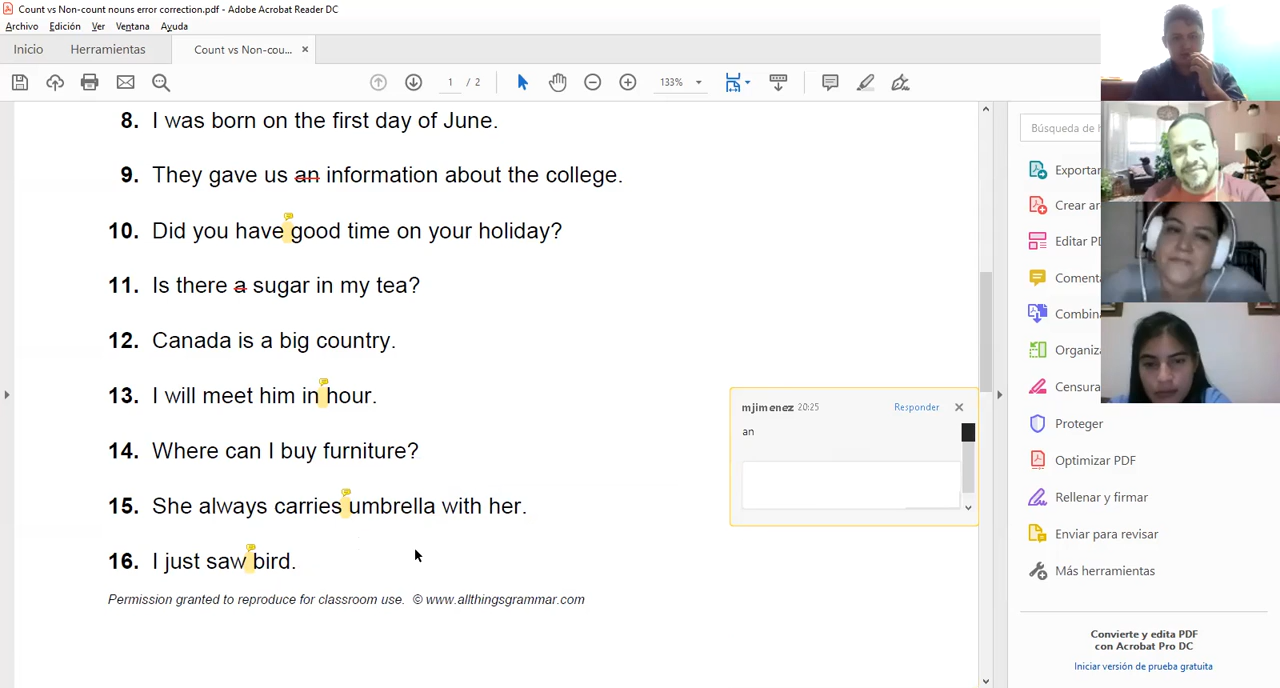 Count vs Non-count nouns error correction.pdf - Adobe Acrobat Reader DC
Archivo Edición Ver Ventana Ayuda
Inicio Herramientas Count vs Non-cou... ×
1 / 2 133%
8. I was born on the first day of June.
9. They gave us an information about the college.
10. Did you have good time on your holiday?
11. Is there a sugar in my tea?
12. Canada is a big country.
13. I will meet him in hour.
14. Where can I buy furniture?
15. She always carries umbrella with her.
16. I just saw bird.
Permission granted to reproduce for classroom use. © www.allthingsgrammar.com
mjimenez 20:25 Responder
an
Búsqueda de
Exportar
Crear
Editar
Proteger
Optimizar PDF
Rellenar y firmar
Enviar para revisar
Más herramientas
Convierte y edita PDF
con Acrobat Pro DC
Iniciar versión de prueba gratuita